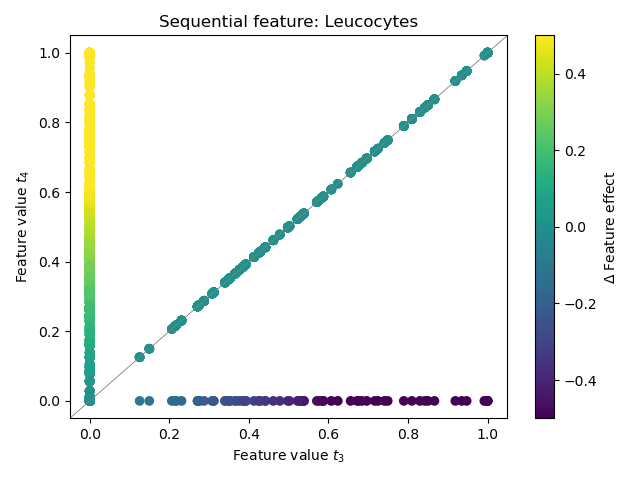 Sequential feature: Leucocytes
1.0
0.8
0.6
0.4
0.2
0.0
Feature value t₄
0.0 0.2 0.4 0.6 0.8 1.0
Feature value t₃
0.4
0.2
0.0
−0.2
−0.4
Δ Feature effect